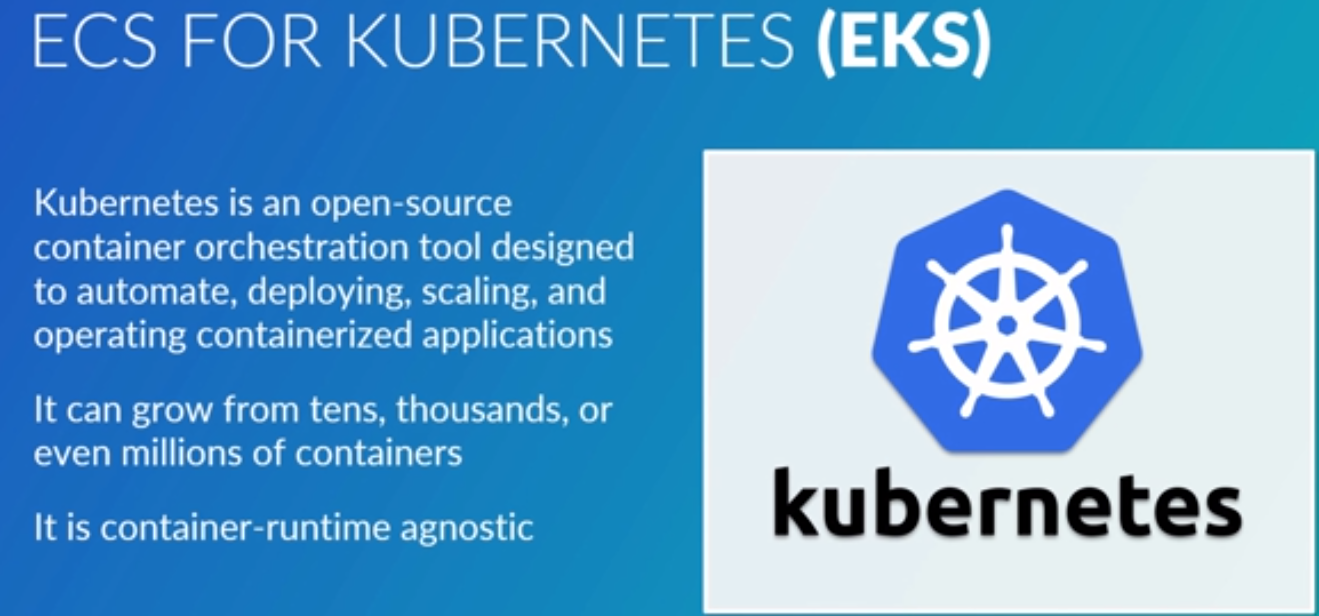 ECS FOR KUBERNETES (EKS)
Kubernetes is an open-source
container orchestration tool designed
to automate, deploying, scaling, and
operating containerized applications
It can grow from tens, thousands, or
even millions of containers
It is container-runtime agnostic
kubernetes